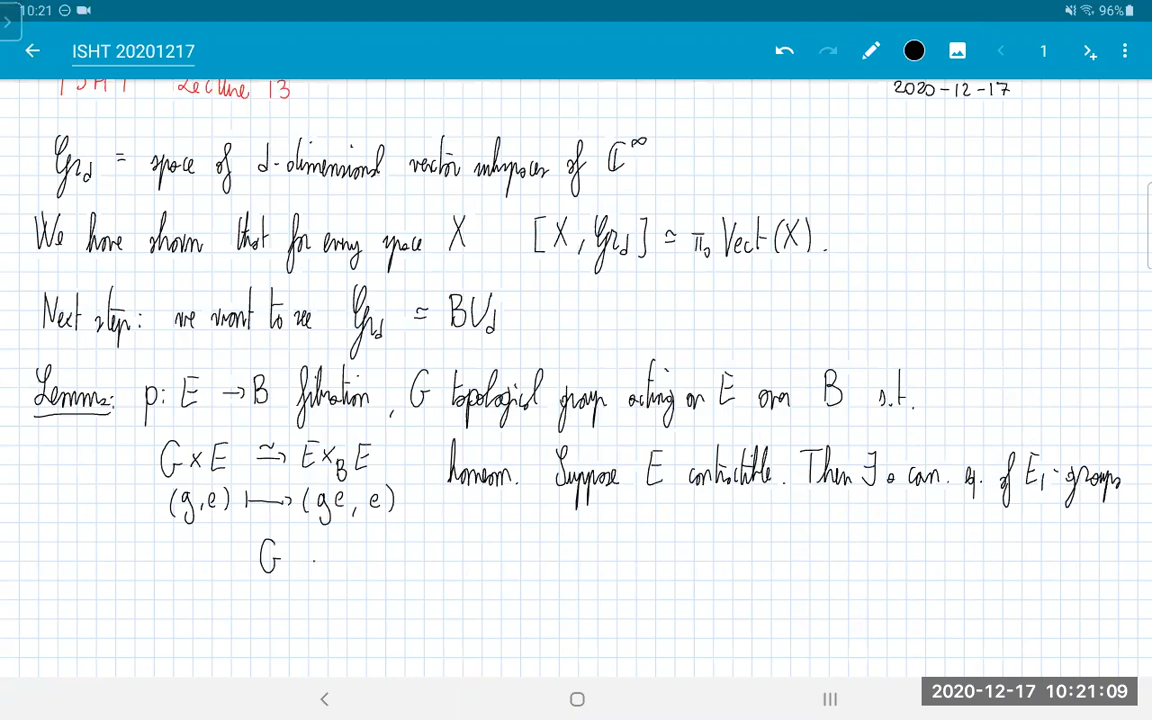 10:21 96%
ISHT 20201217 1
ISHT Lecture 13 2020-12-17
Gr_d = space of d-dimensional vector subspaces of ℂ^∞
We have shown that for every space X [X, Gr_d] ≃ π_0 Vect(X).
Next step: we want to see Gr_d ≃ BU_d
Lemma: p: E → B fibration, G topological group acting on E over B s.t.
G×E ≅→ E×_B E homeom. Suppose E contractible. Then ∃ a can. eq. of E_1-groups
(g,e) ⟼ (ge, e)
G
2020-12-17 10:21:09